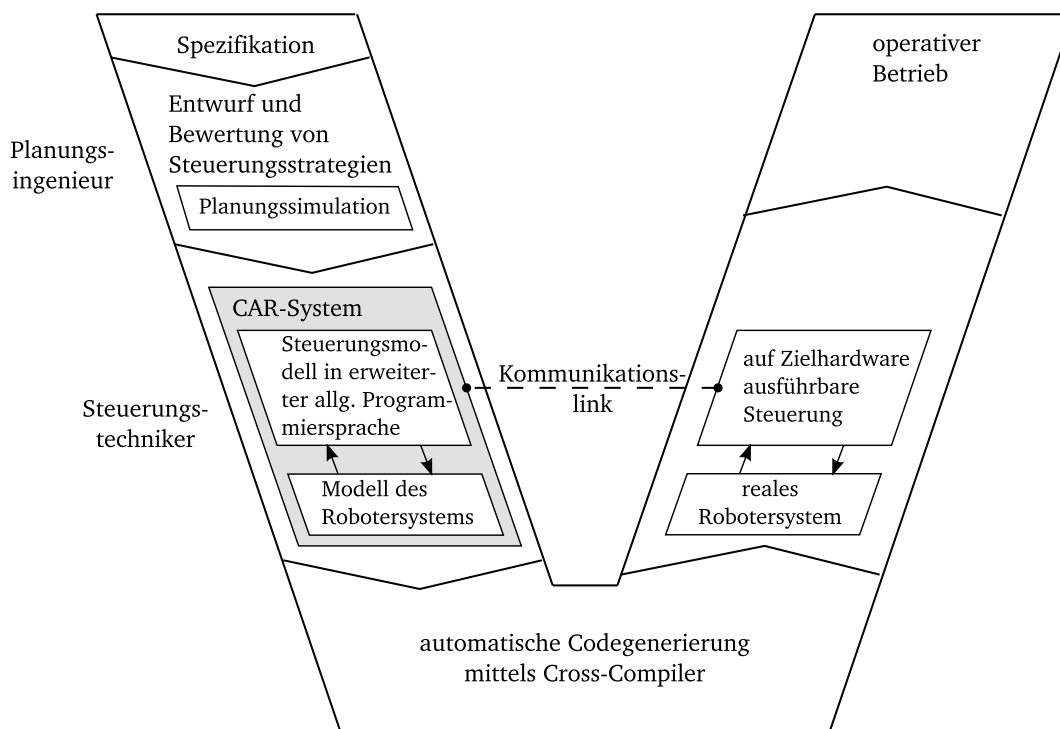 Spezifikation
Entwurf und
Bewertung von
Steuerungsstrategien
Planungssimulation
Planungs-
ingenieur
CAR-System
Steuerungsmo-
dell in erweiter-
ter allg. Program-
miersprache
Modell des
Robotersystems
Steuerungs-
techniker
Kommunikations-
link
automatische Codegenerierung
mittels Cross-Compiler
operativer
Betrieb
auf Zielhardware
ausführbare
Steuerung
reales
Robotersystem